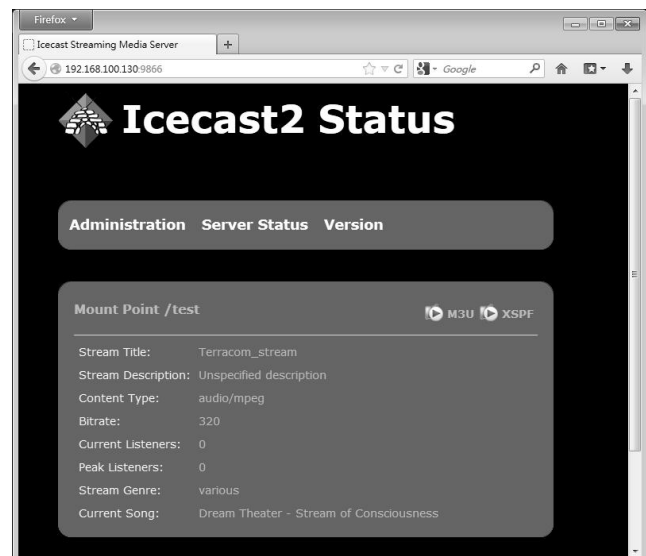 Firefox
Icecast Streaming Media Server
192.168.100.130:9866
Google
Icecast2 Status
Administration Server Status Version
Mount Point /test
M3U XSPF
Stream Title: Terracom_stream
Stream Description: Unspecified description
Content Type: audio/mpeg
Bitrate: 320
Current Listeners: 0
Peak Listeners: 0
Stream Genre: various
Current Song: Dream Theater - Stream of Consciousness